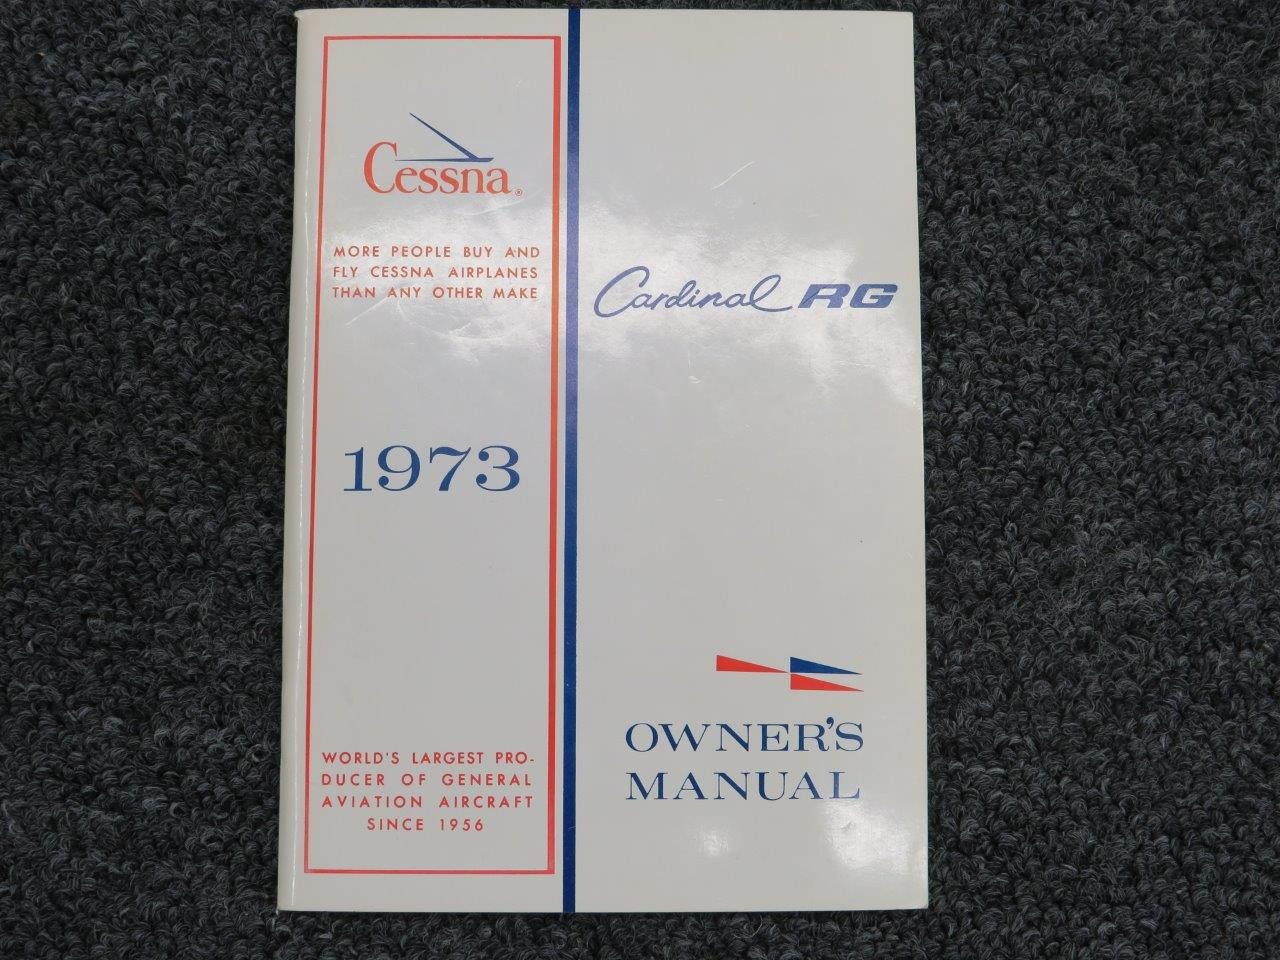 Cessna®
MORE PEOPLE BUY AND
FLY CESSNA AIRPLANES
THAN ANY OTHER MAKE
1973
WORLD'S LARGEST PRO-
DUCER OF GENERAL
AVIATION AIRCRAFT
SINCE 1956
Cardinal RG
OWNER'S
MANUAL